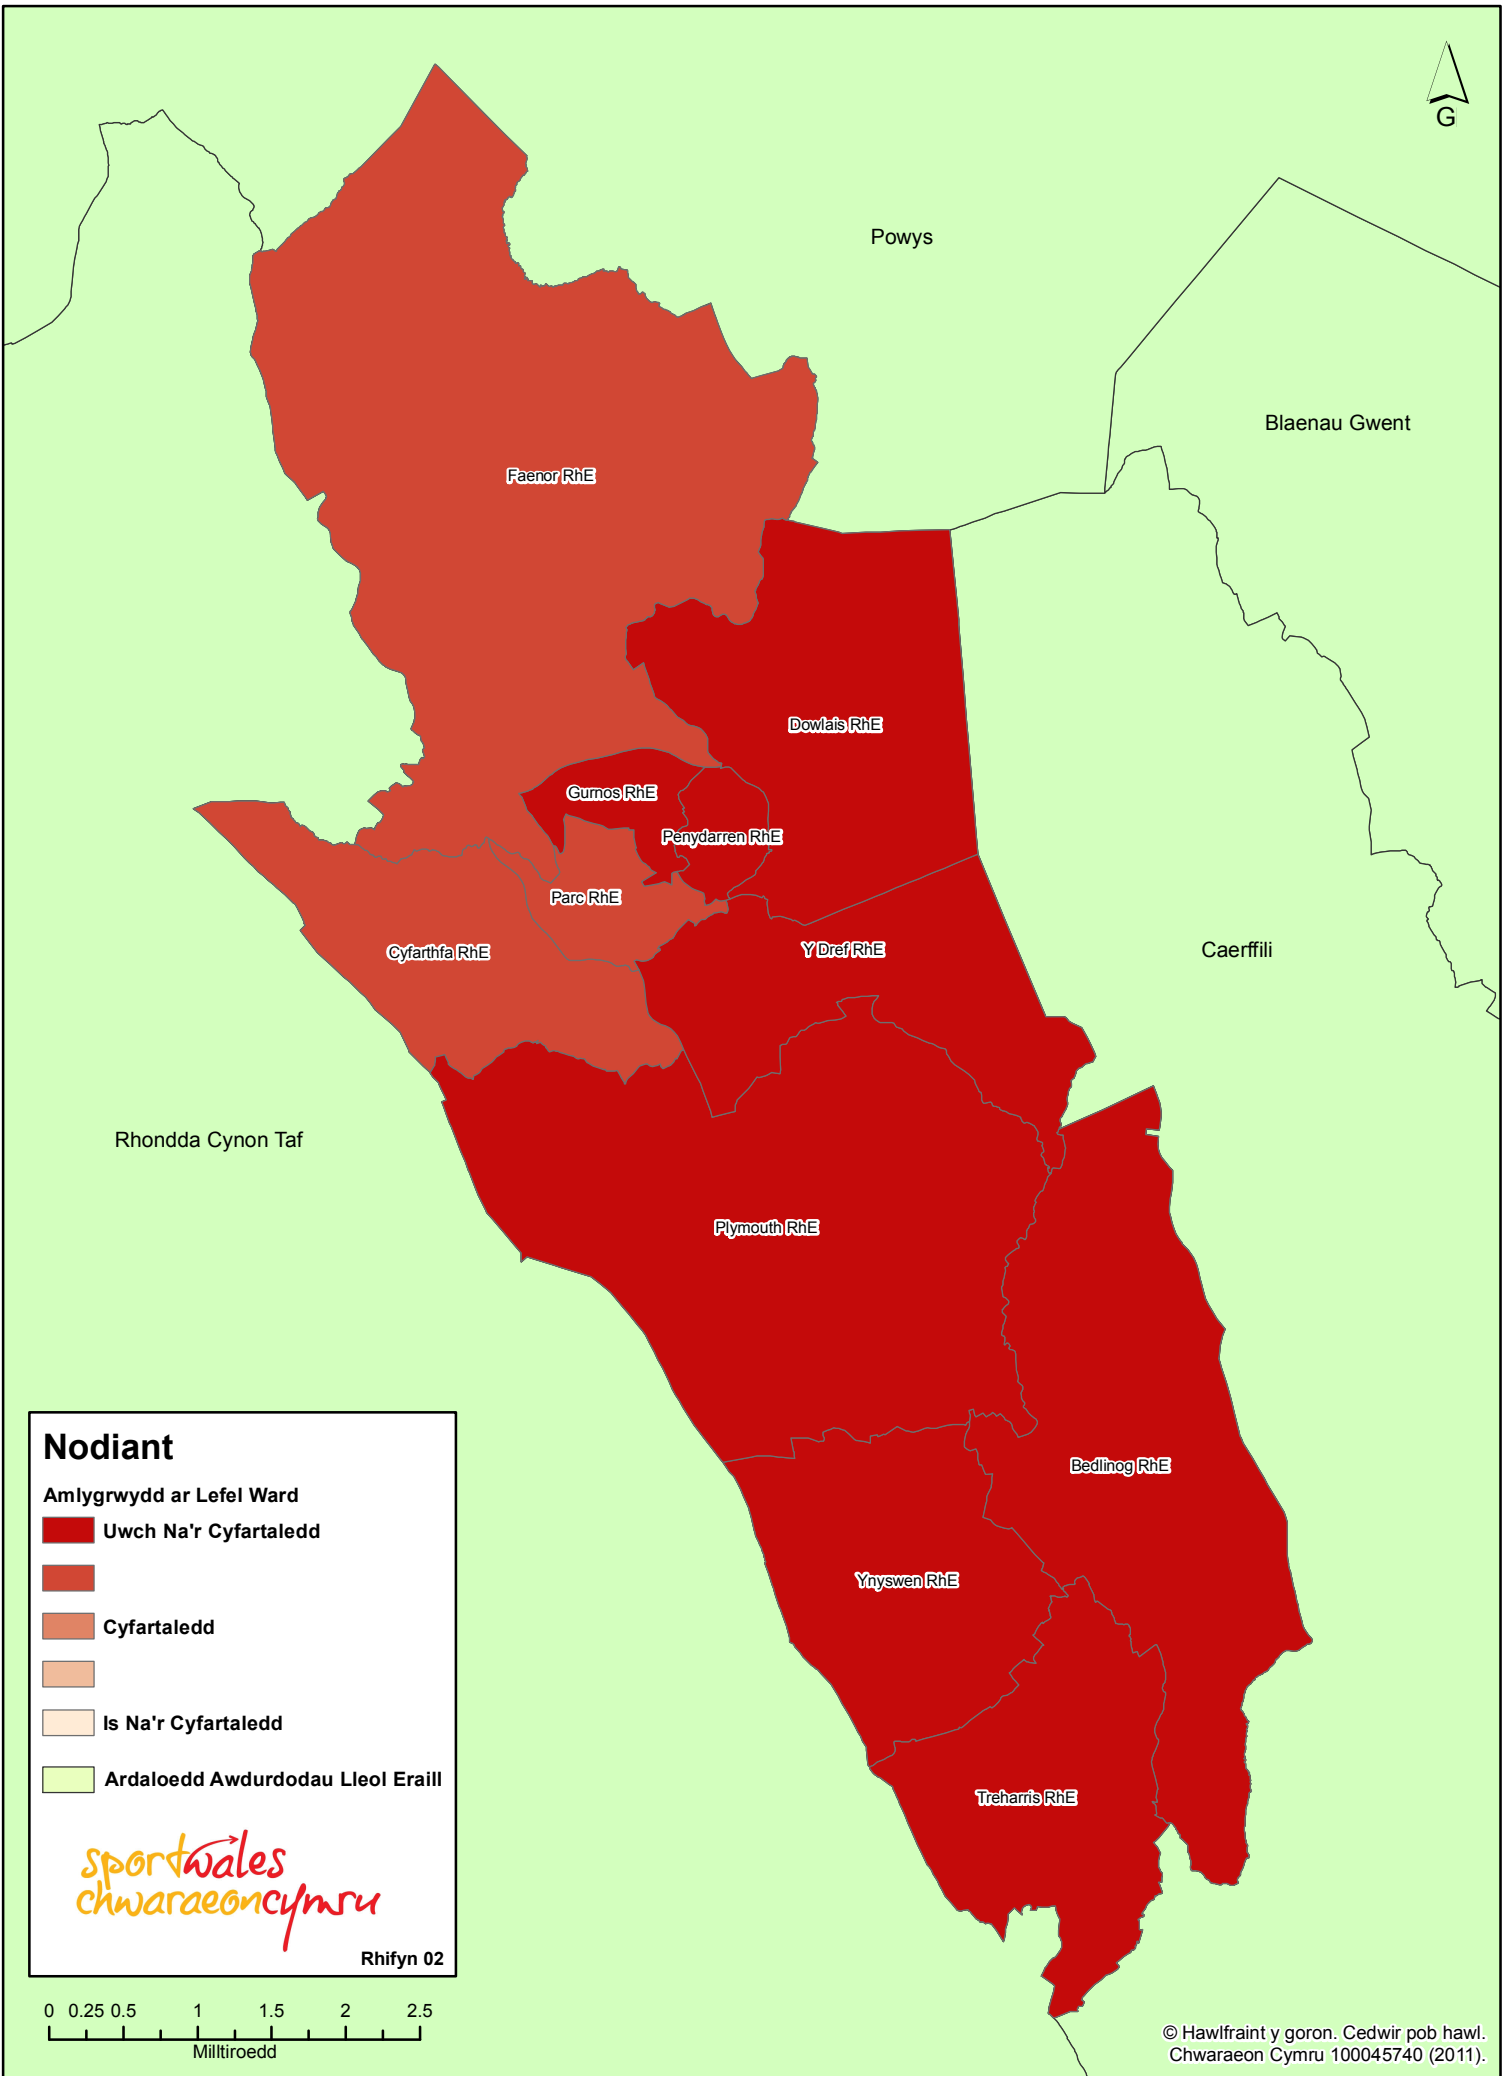 G
Powys
Blaenau Gwent
Faenor RhE
Dowlais RhE
Gurnos RhE
Penydarren RhE
Parc RhE
Cyfarthfa RhE
Y Dref RhE
Caerffili
Rhondda Cynon Taf
Plymouth RhE
Bedlinog RhE
Ynyswen RhE
Treharris RhE
Nodiant
Amlygrwydd ar Lefel Ward
Uwch Na'r Cyfartaledd
Cyfartaledd
Is Na'r Cyfartaledd
Ardaloedd Awdurdodau Lleol Eraill
sportwales
chwaraeoncymru
Rhifyn 02
0 0.25 0.5 1 1.5 2 2.5
Milltiroedd
© Hawlfraint y goron. Cedwir pob hawl.
Chwaraeon Cymru 100045740 (2011).